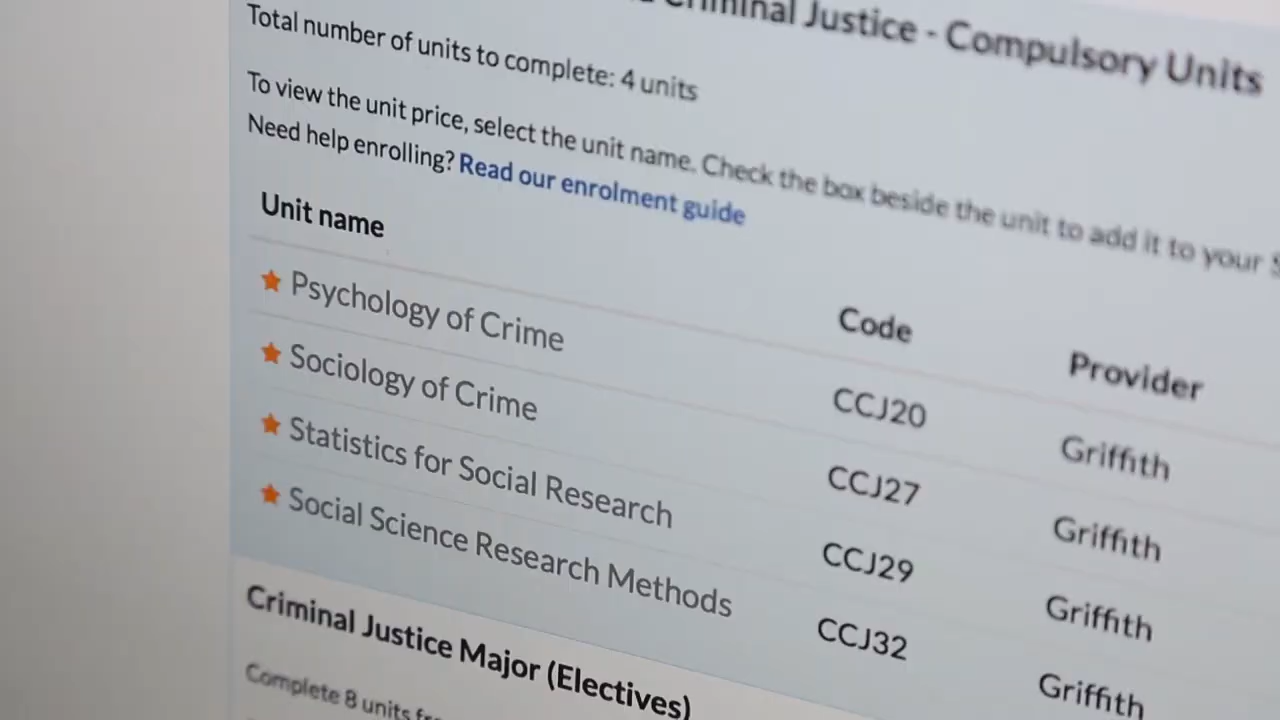 Criminal Justice - Compulsory Units
Total number of units to complete: 4 units
To view the unit price, select the unit name. Check the box beside the unit to add it to your
Need help enrolling? Read our enrolment guide
Unit name Code Provider
Psychology of Crime CCJ20 Griffith
Sociology of Crime CCJ27 Griffith
Statistics for Social Research CCJ29 Griffith
Social Science Research Methods CCJ32 Griffith
Criminal Justice Major (Electives)
Complete 8 units